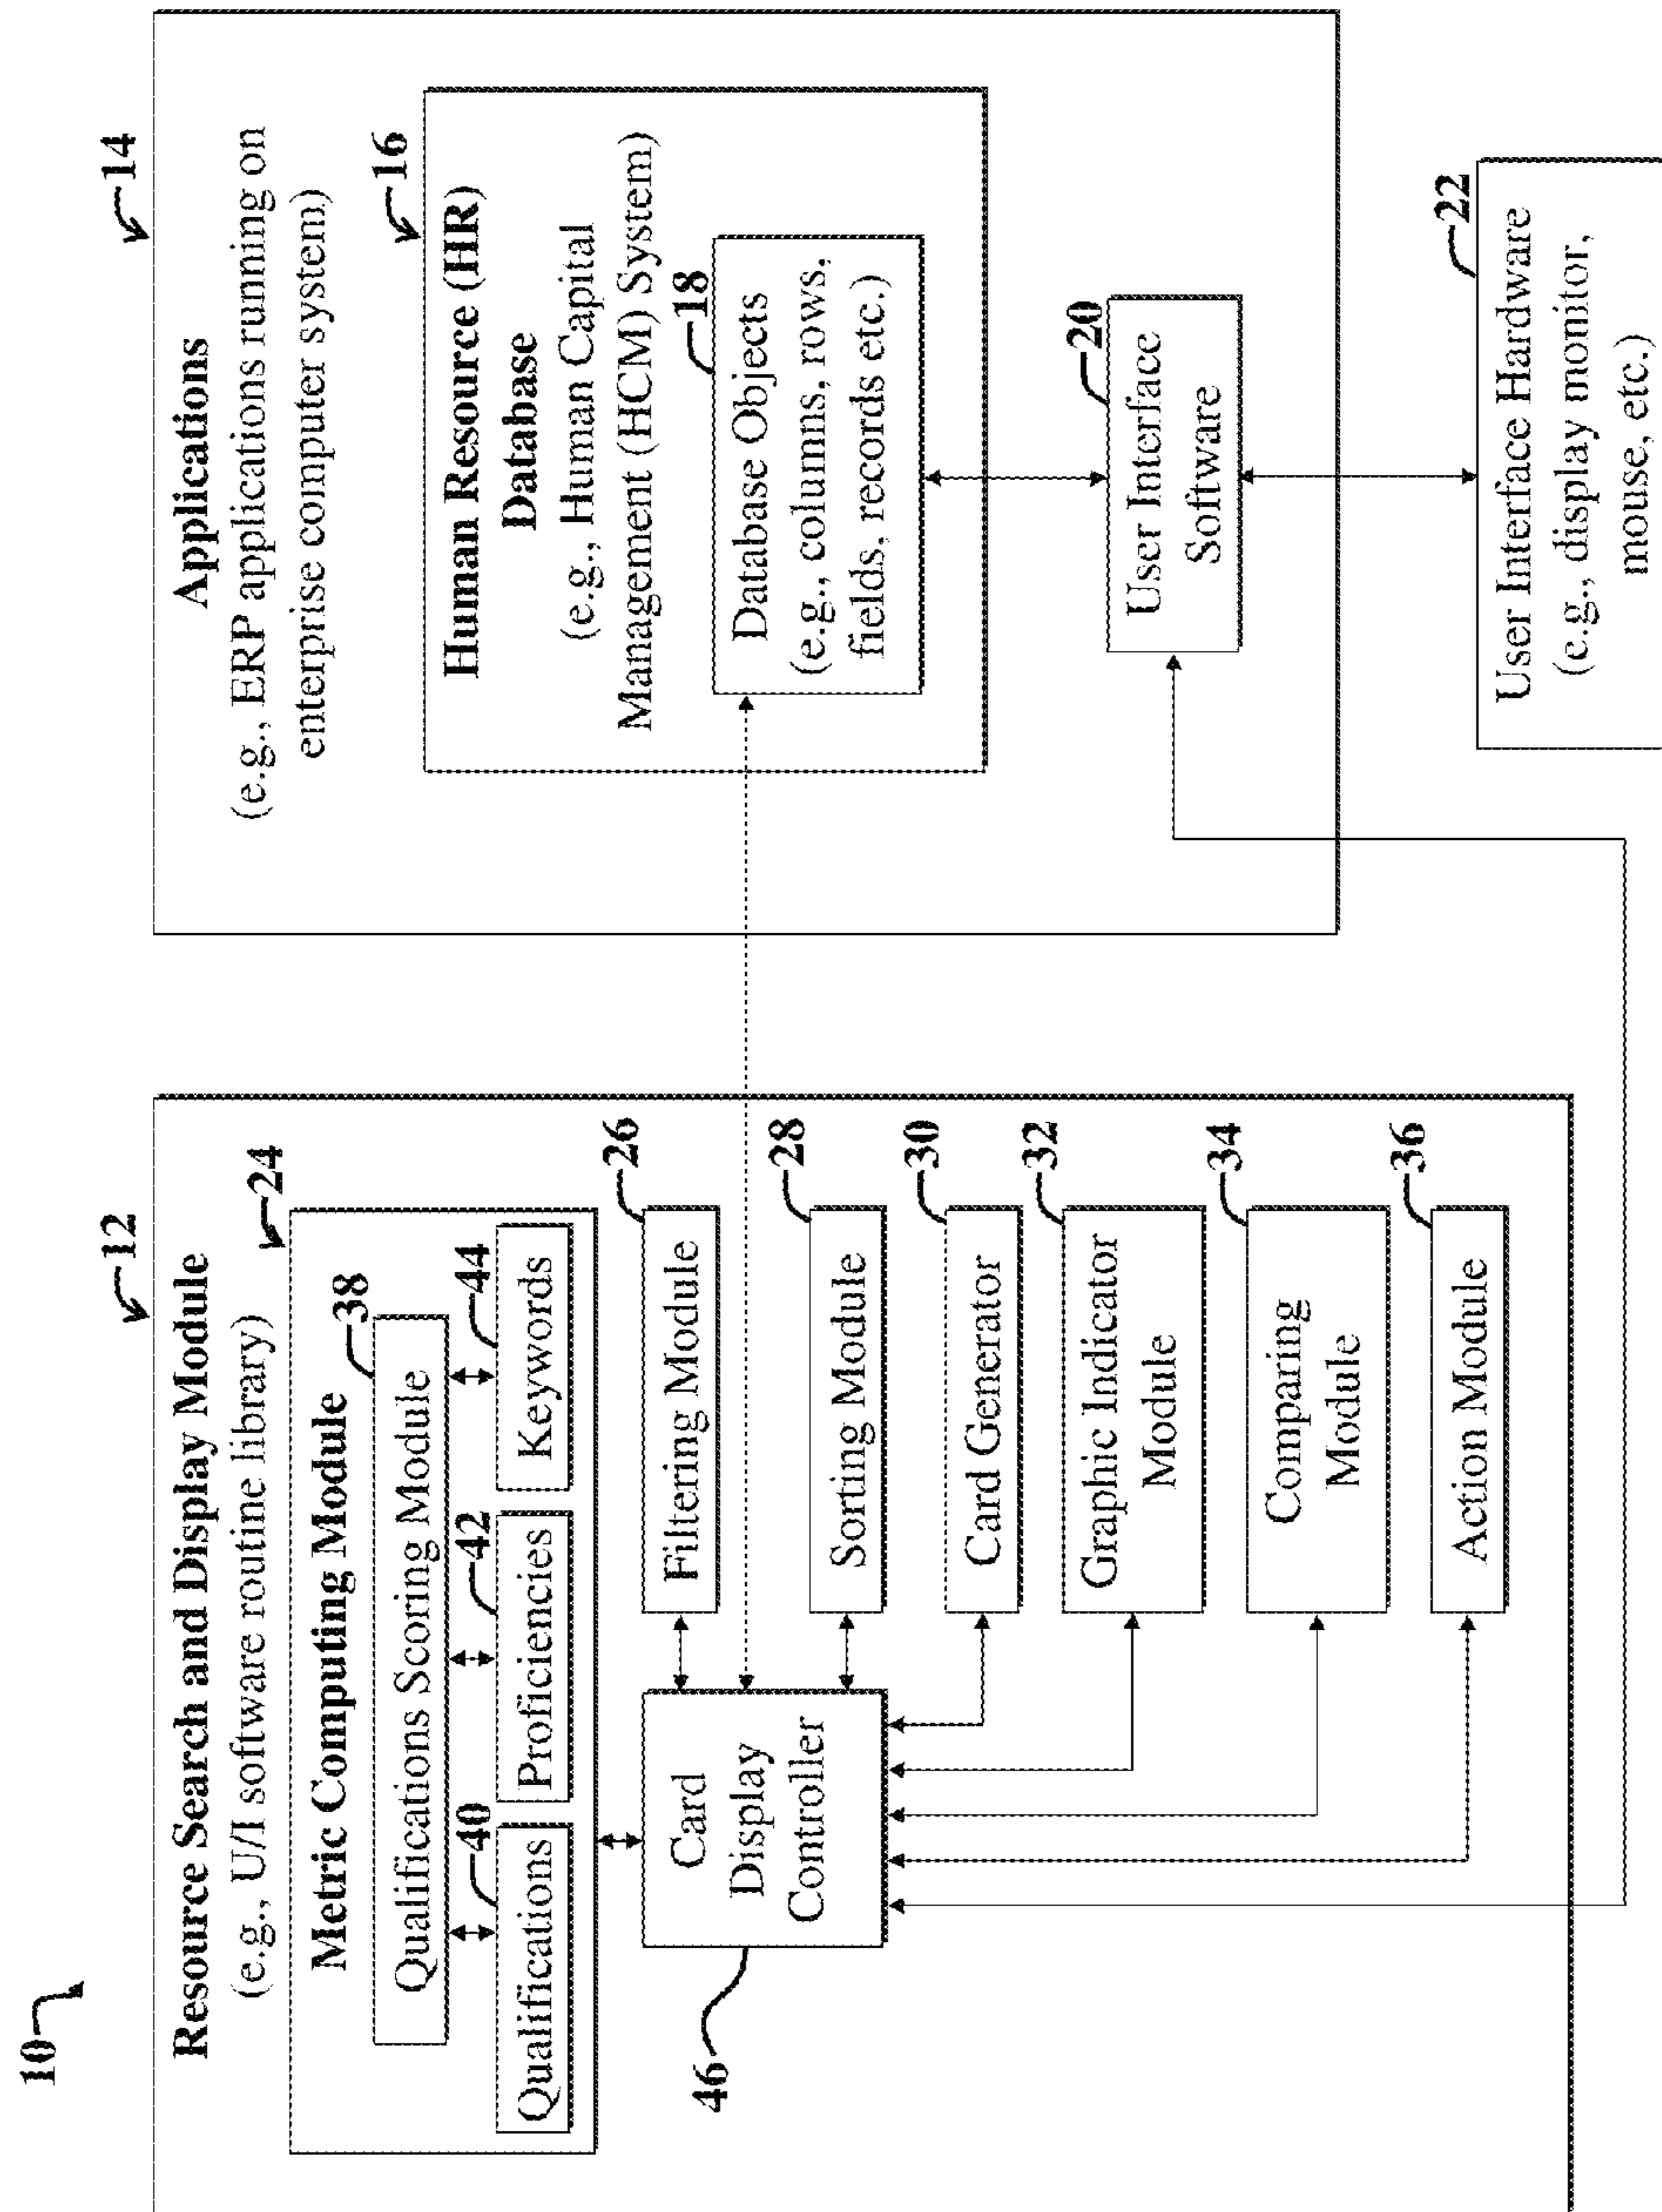 10
12
Resource Search and Display Module
(e.g., U/I software routine library)
24
Metric Computing Module
38
Qualifications Scoring Module
40
42
44
Qualifications
Proficiencies
Keywords
46
Card
Display
Controller
26
Filtering Module
28
Sorting Module
30
Card Generator
32
Graphic Indicator
Module
34
Comparing
Module
36
Action Module
14
Applications
(e.g., ERP applications running on
enterprise computer system)
16
Human Resource (HR)
Database
(e.g., Human Capital
Management (HCM) System)
18
Database Objects
(e.g., columns, rows,
fields, records etc.)
20
User Interface
Software
22
User Interface Hardware
(e.g., display monitor,
mouse, etc.)